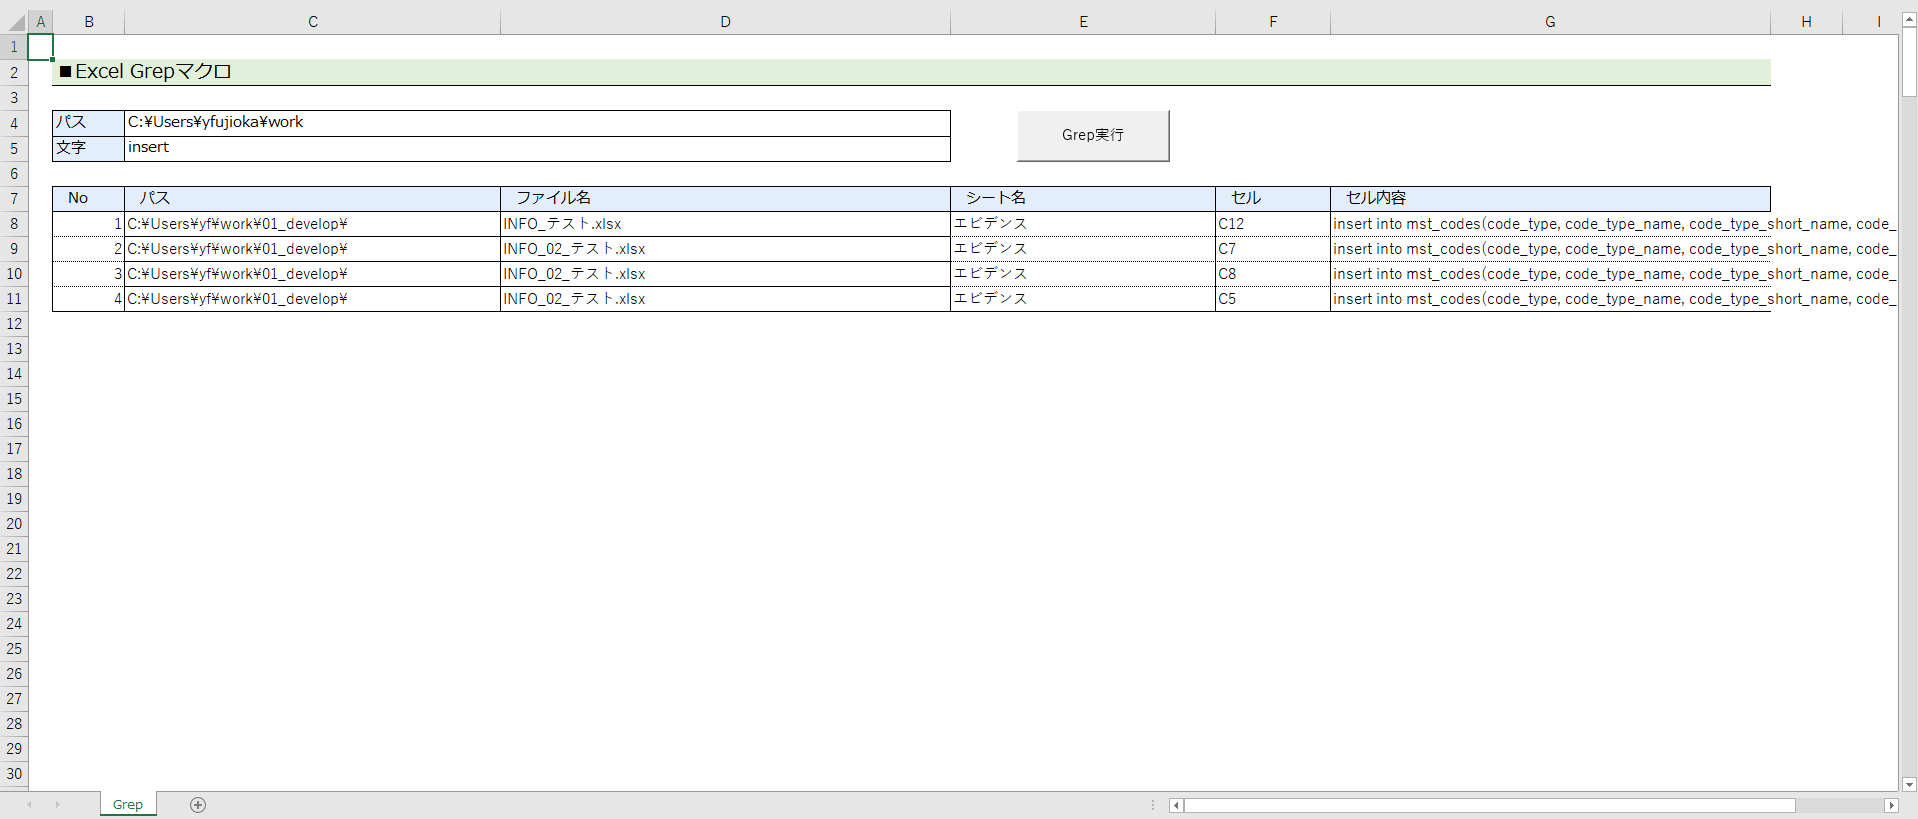 A B C D E F G H I
1
2 ■Excel Grepマクロ
3
4 パス C:¥Users¥yfujioka¥work Grep実行
5 文字 insert
6
7 No パス ファイル名 シート名 セル セル内容
8 1 C:¥Users¥yf¥work¥01_develop¥ INFO_テスト.xlsx エビデンス C12 insert into mst_codes(code_type, code_type_name, code_type_short_name, code_
9 2 C:¥Users¥yf¥work¥01_develop¥ INFO_02_テスト.xlsx エビデンス C7 insert into mst_codes(code_type, code_type_name, code_type_short_name, code_
10 3 C:¥Users¥yf¥work¥01_develop¥ INFO_02_テスト.xlsx エビデンス C8 insert into mst_codes(code_type, code_type_name, code_type_short_name, code_
11 4 C:¥Users¥yf¥work¥01_develop¥ INFO_02_テスト.xlsx エビデンス C5 insert into mst_codes(code_type, code_type_name, code_type_short_name, code_
12
13
14
15
16
17
18
19
20
21
22
23
24
25
26
27
28
29
30
Grep